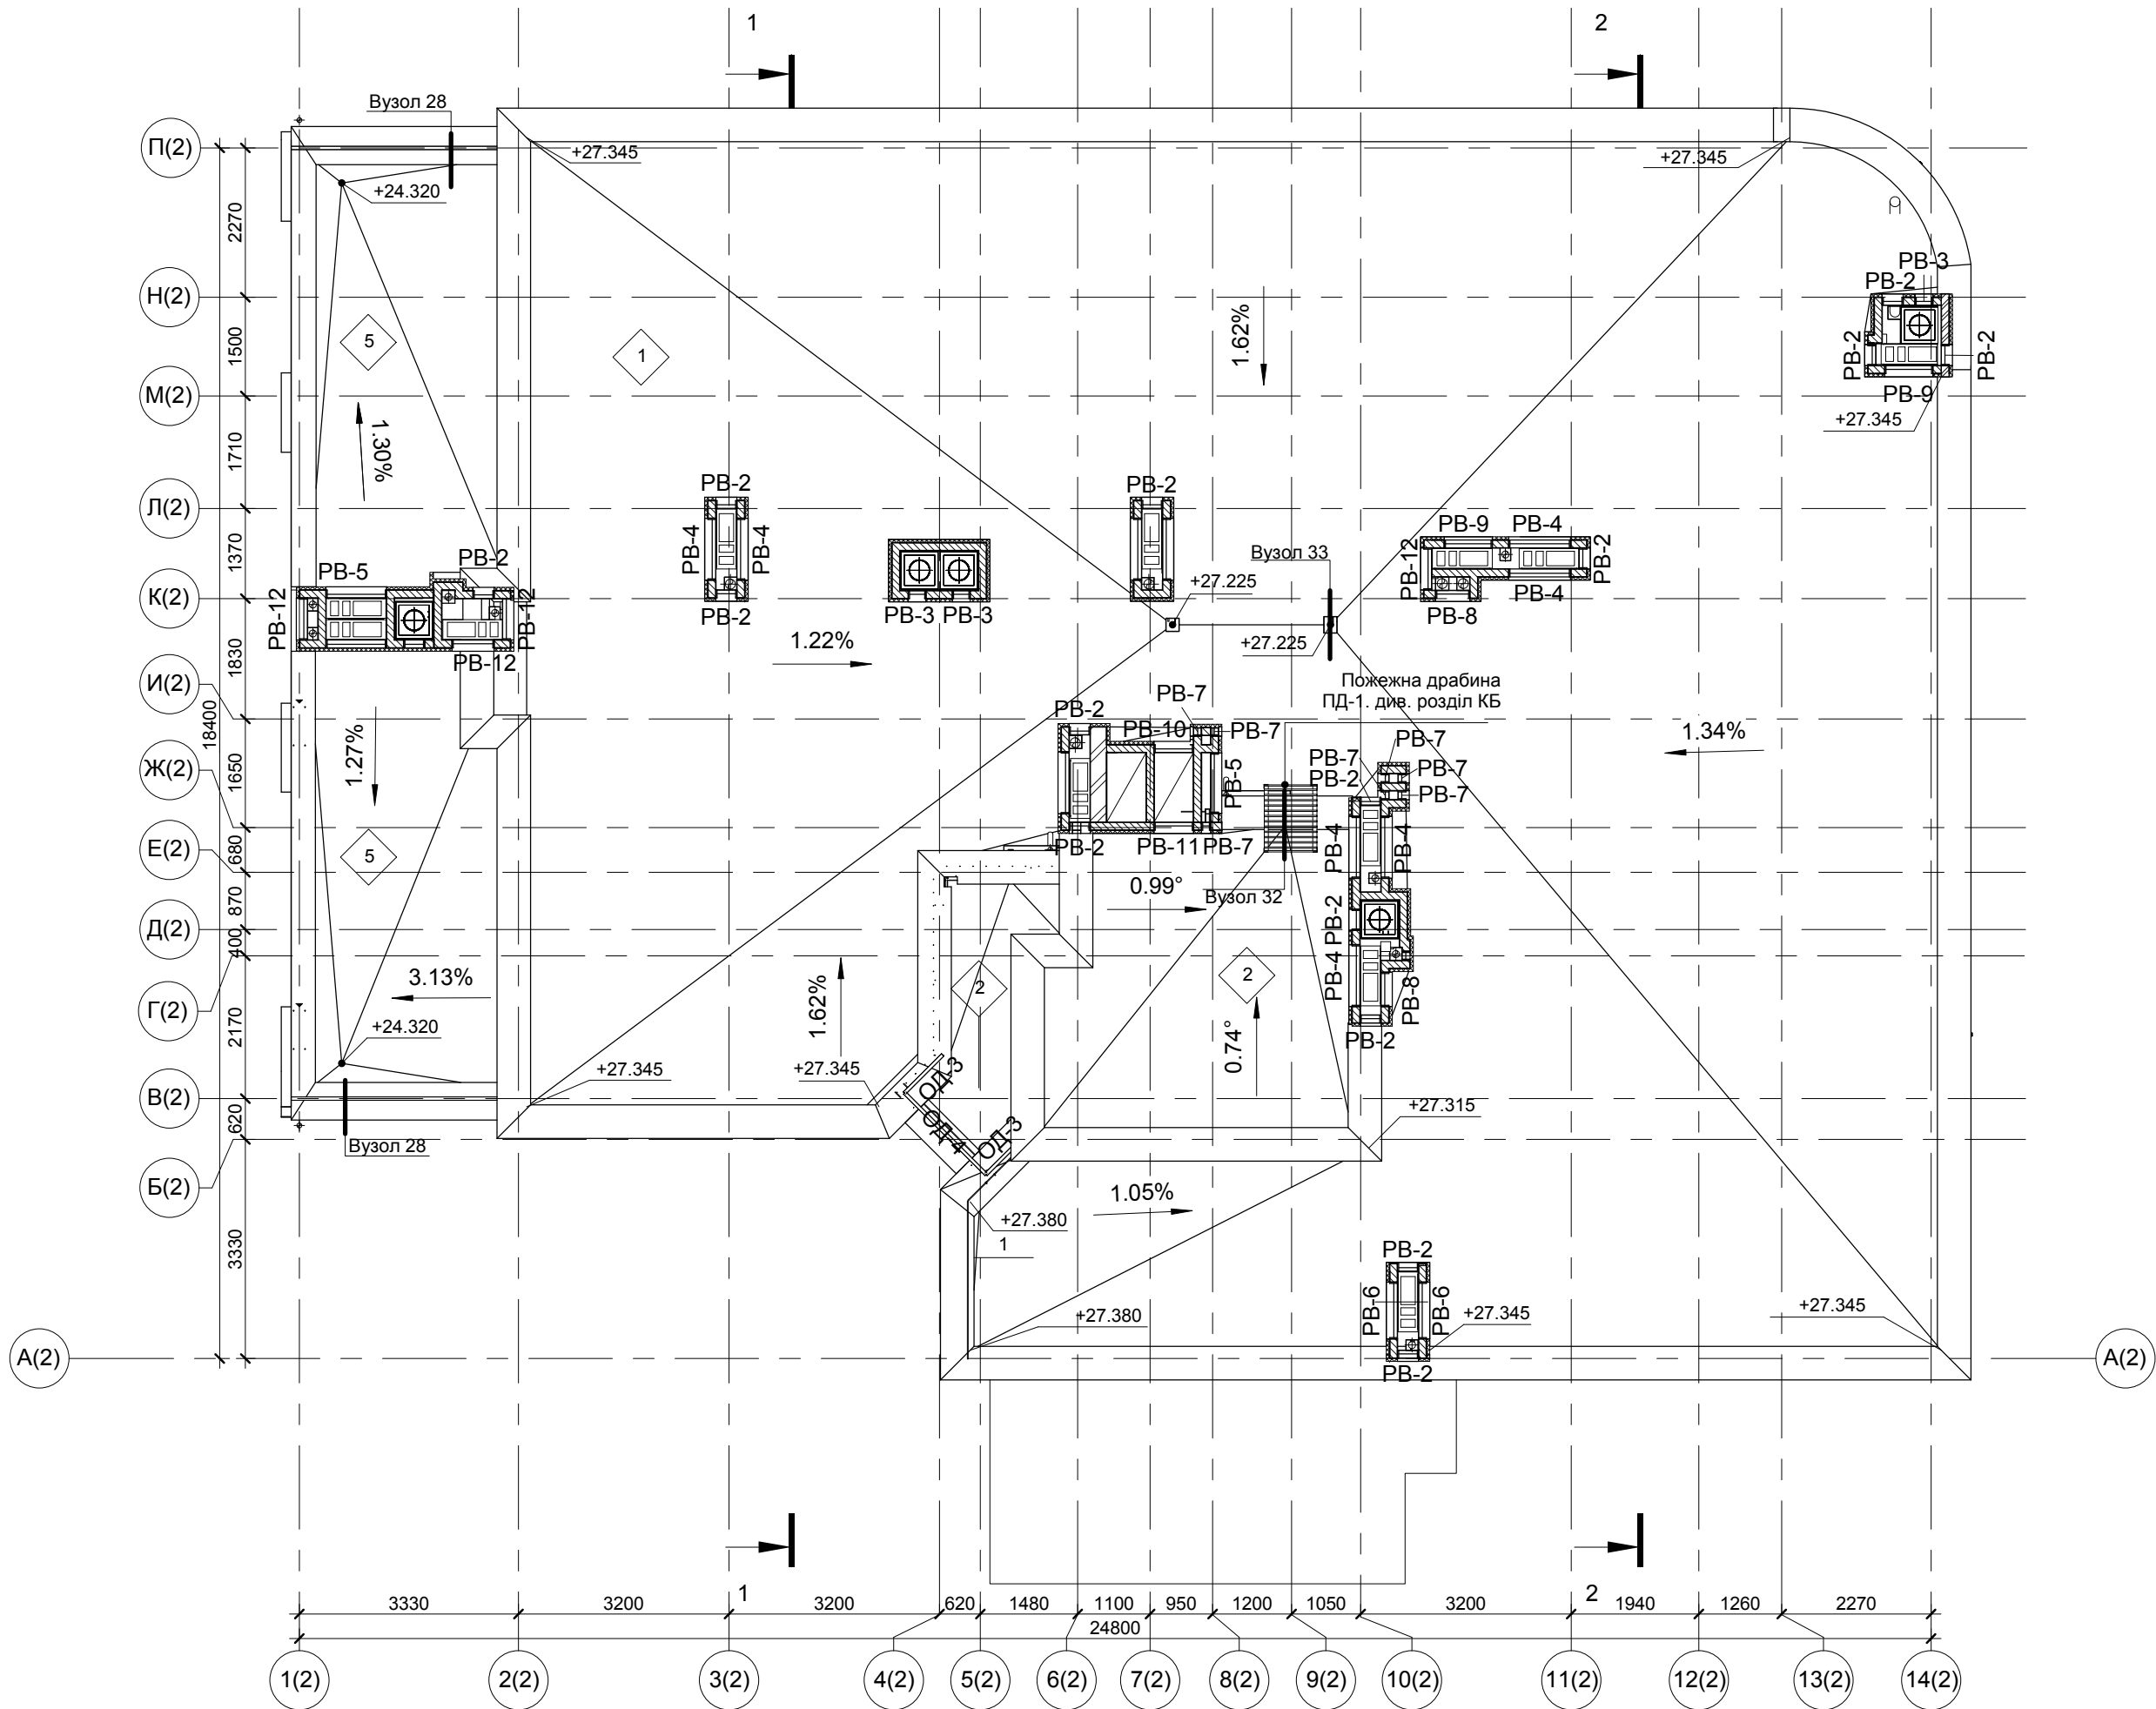 1
2
Вузол 28
П(2)
+27.345
+27.345
+24.320
2270
РВ-3
РВ-2
Н(2)
1.62%
1500
5
1
РВ-2
РВ-2
М(2)
РВ-9
+27.345
1.30%
1710
РВ-2
РВ-2
Л(2)
РВ-9
РВ-4
РВ-4
РВ-4
Вузол 33
РВ-12
РВ-2
1370
РВ-2
РВ-5
+27.225
РВ-4
К(2)
РВ-12
РВ-12
РВ-3
РВ-3
РВ-2
РВ-8
1.22%
+27.225
1830
РВ-12
Пожежна драбина
ПД-1. див. розділ КБ
И(2)
РВ-7
РВ-2
РВ-10
РВ-7
18400
1.34%
РВ-7
1.27%
РВ-7
РВ-7
РВ-2
РВ-5
РВ-7
Ж(2)
1650
РВ-4
РВ-4
РВ-2
РВ-11
РВ-7
Е(2)
680
5
0.99°
Вузол 32
870
РВ-2
Д(2)
400
3.13%
2
2
РВ-4
РВ-8
Г(2)
1.62%
0.74°
2170
+24.320
РВ-2
+27.345
+27.345
ОД-3
В(2)
+27.315
620
ОД-4
ОД-3
Вузол 28
Б(2)
1.05%
+27.380
1
3330
РВ-2
РВ-6
РВ-6
+27.380
+27.345
+27.345
А(2)
А(2)
РВ-2
1
2
3330
3200
3200
620
1480
1100
950
1200
1050
3200
1940
1260
2270
24800
1(2)
2(2)
3(2)
4(2)
5(2)
6(2)
7(2)
8(2)
9(2)
10(2)
11(2)
12(2)
13(2)
14(2)